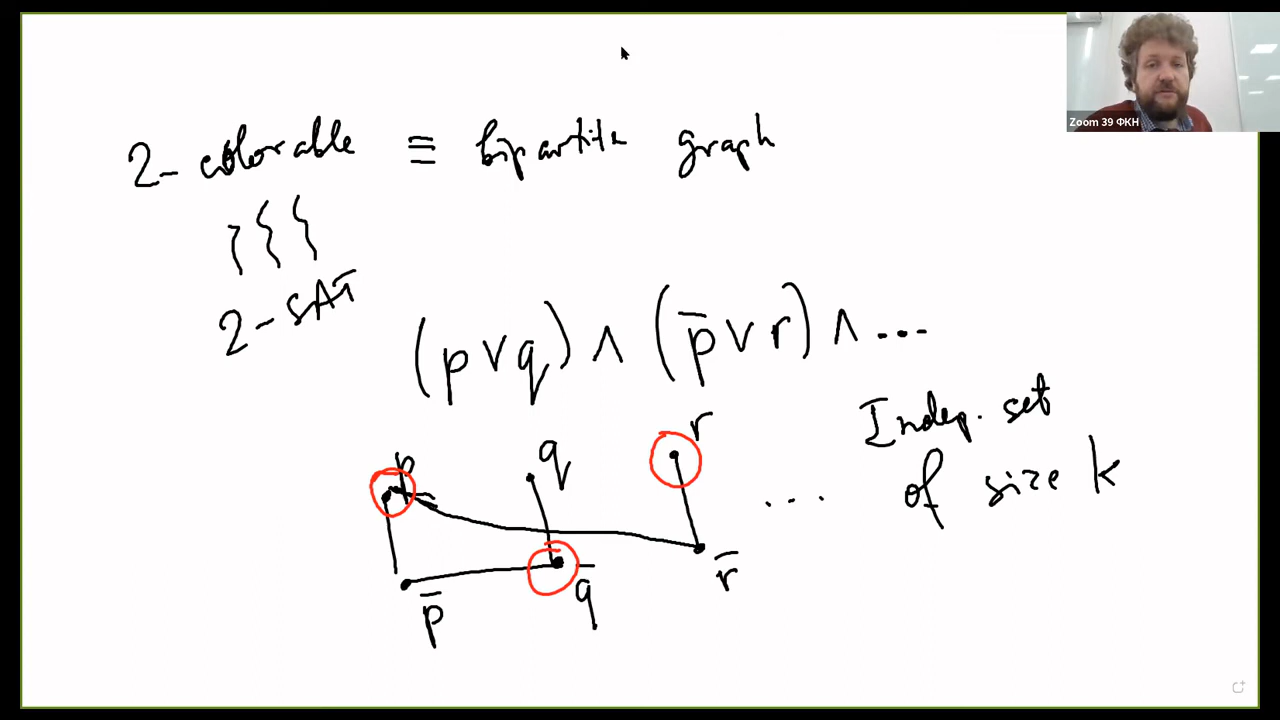 Zoom 39 ФКН
2-colorable ≡ bipartite graph
2-SAT
(p∨q) ∧ (p̄∨r) ∧ ...
Indep. set
of size k
p q r ...
p̄ q̄ r̄